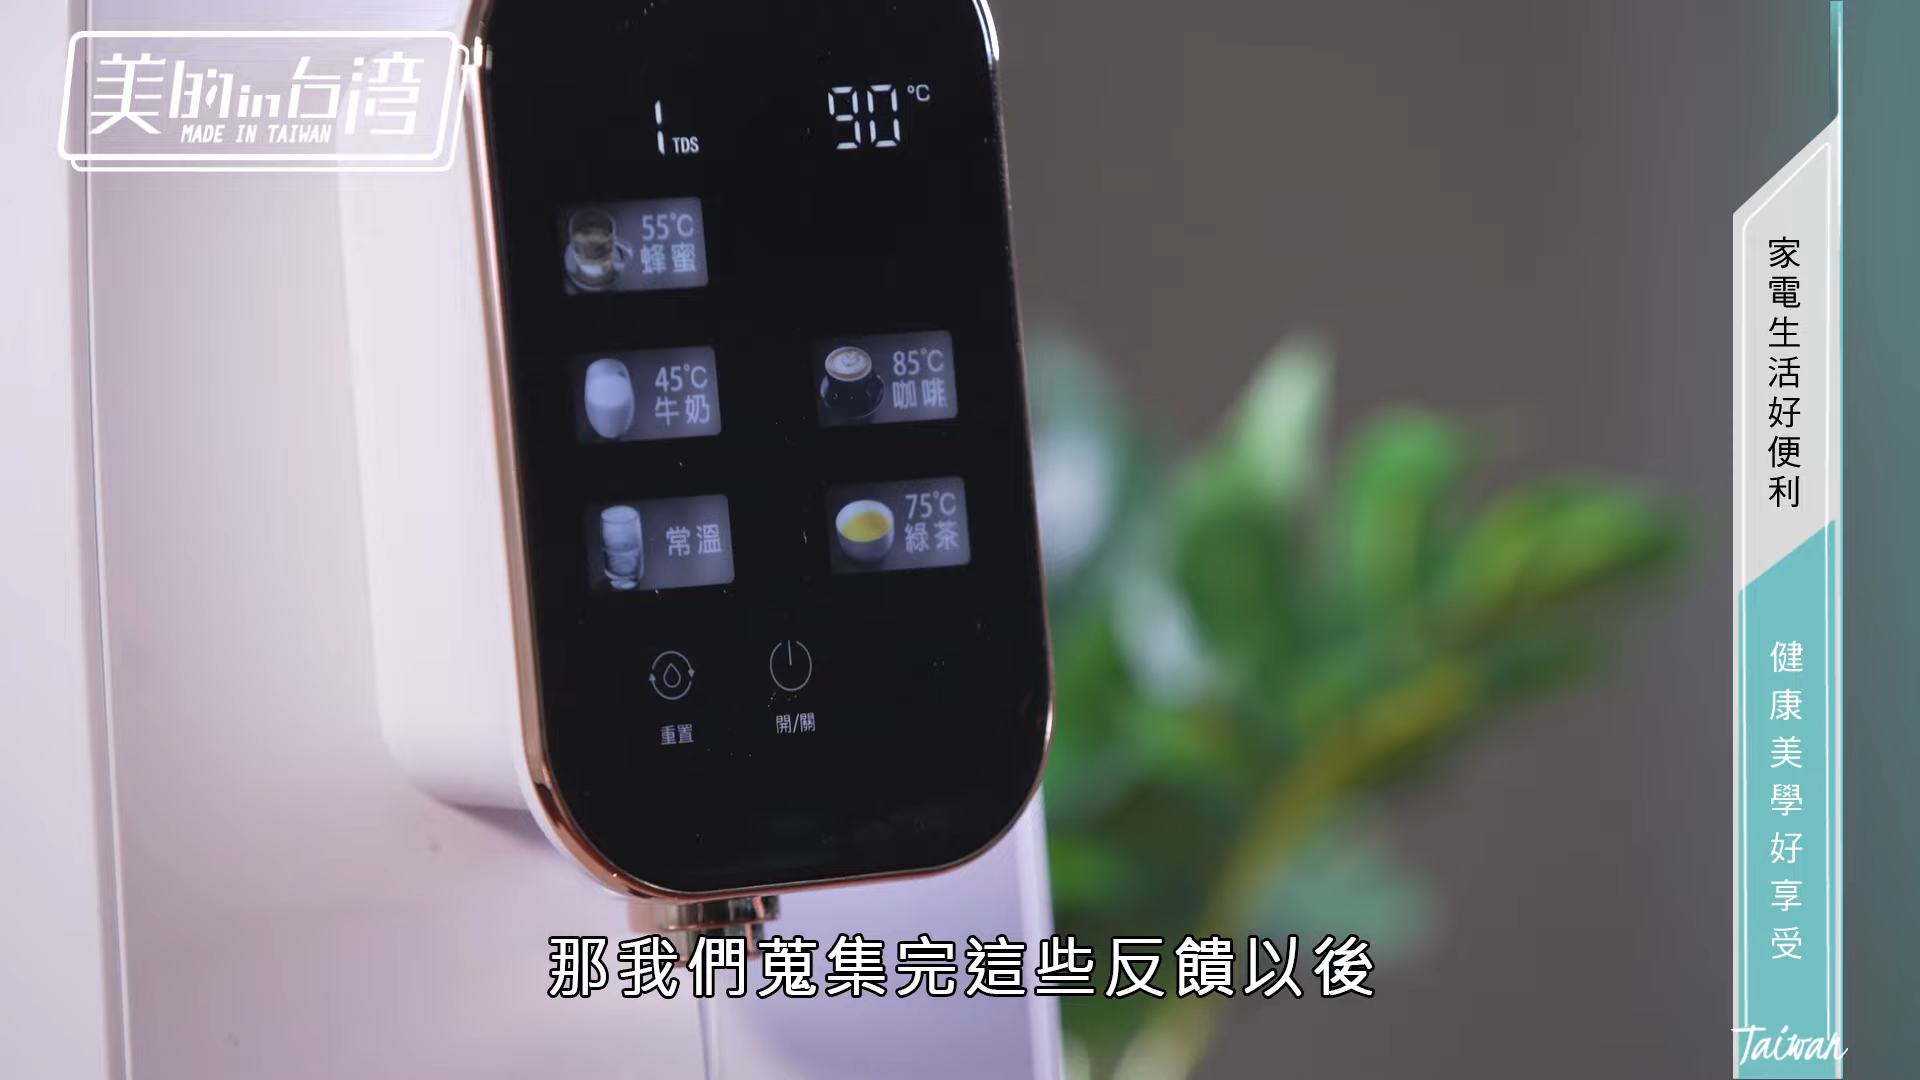 美的in台湾
MADE IN TAIWAN
1 TDS
90°C
55°C
蜂蜜
45°C
牛奶
85°C
咖啡
常溫
75°C
綠茶
重置
開/關
家電生活好便利
健康美學好享受
Taiwan
那我們蒐集完這些反饋以後